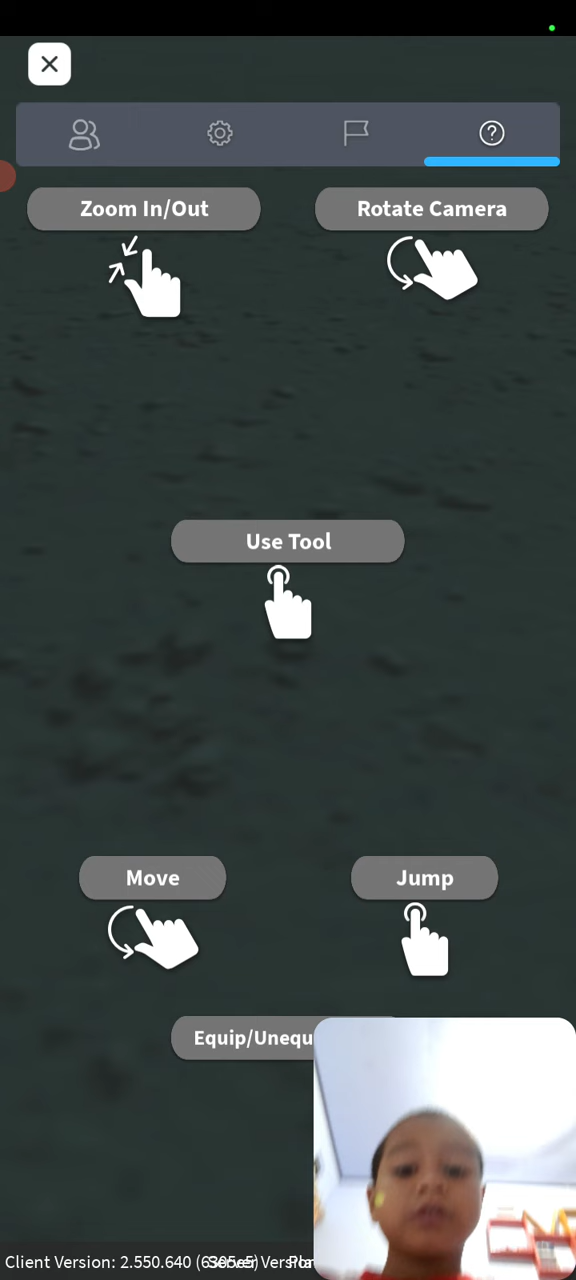 Zoom In/Out
Rotate Camera
Use Tool
Move
Jump
Equip/Unequ
Client Version: 2.550.640